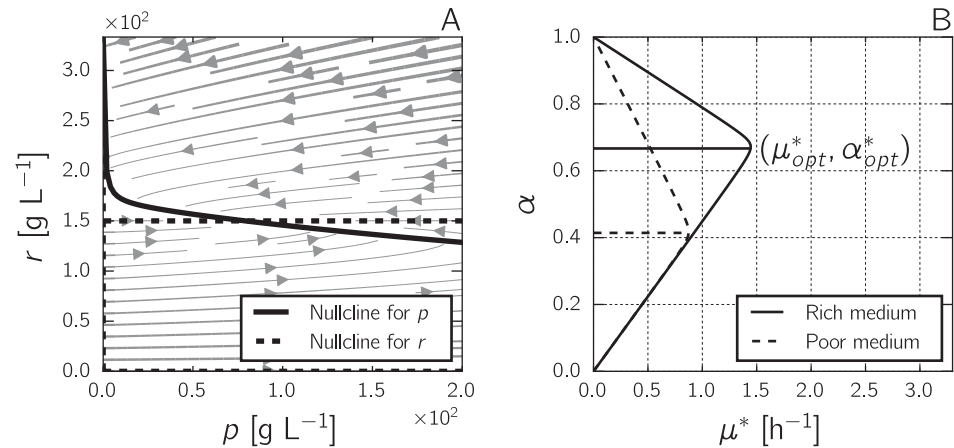 A
×10²
3.0
2.5
2.0
1.5
1.0
0.5
0.0
r [g L⁻¹]
Nullcline for p
Nullcline for r
0.0 0.5 1.0 1.5 2.0
×10²
p [g L⁻¹]
B
1.0
0.8
0.6
0.4
0.2
0.0
α
(μ*opt, α*opt)
Rich medium
Poor medium
0.0 0.5 1.0 1.5 2.0 2.5 3.0
μ* [h⁻¹]